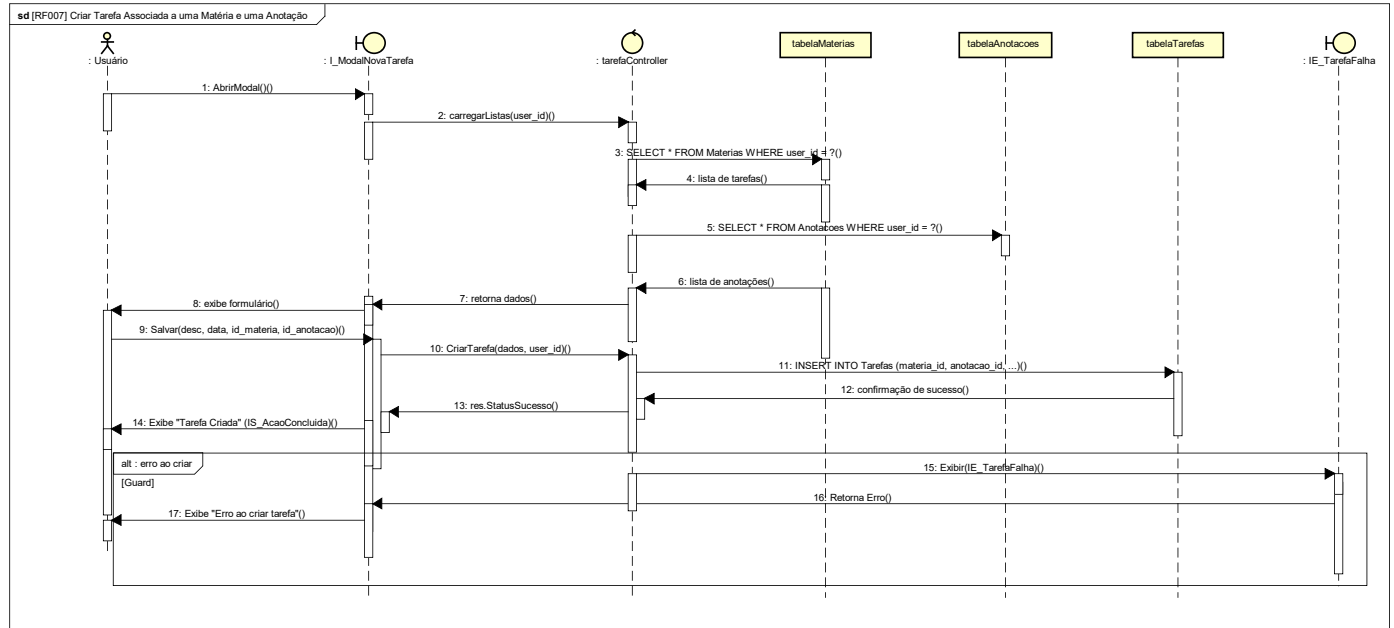 sd [RF007] Criar Tarefa Associada a uma Matéria e uma Anotação
: Usuário
: I_ModalNovaTarefa
: tarefaController
tabelaMaterias
tabelaAnotacoes
tabelaTarefas
: IE_TarefaFalha
1: AbrirModal()()
2: carregarListas(user_id)()
3: SELECT * FROM Materias WHERE user_id = ?()
4: lista de tarefas()
5: SELECT * FROM Anotacoes WHERE user_id = ?()
6: lista de anotações()
7: retorna dados()
8: exibe formulário()
9: Salvar(desc, data, id_materia, id_anotacao)()
10: CriarTarefa(dados, user_id)()
11: INSERT INTO Tarefas (materia_id, anotacao_id, ...)()
12: confirmação de sucesso()
13: res.StatusSucesso()
14: Exibe "Tarefa Criada" (IS_AcaoConcluida)()
alt : erro ao criar
[Guard]
15: Exibir(IE_TarefaFalha)()
16: Retorna Erro()
17: Exibe "Erro ao criar tarefa"()